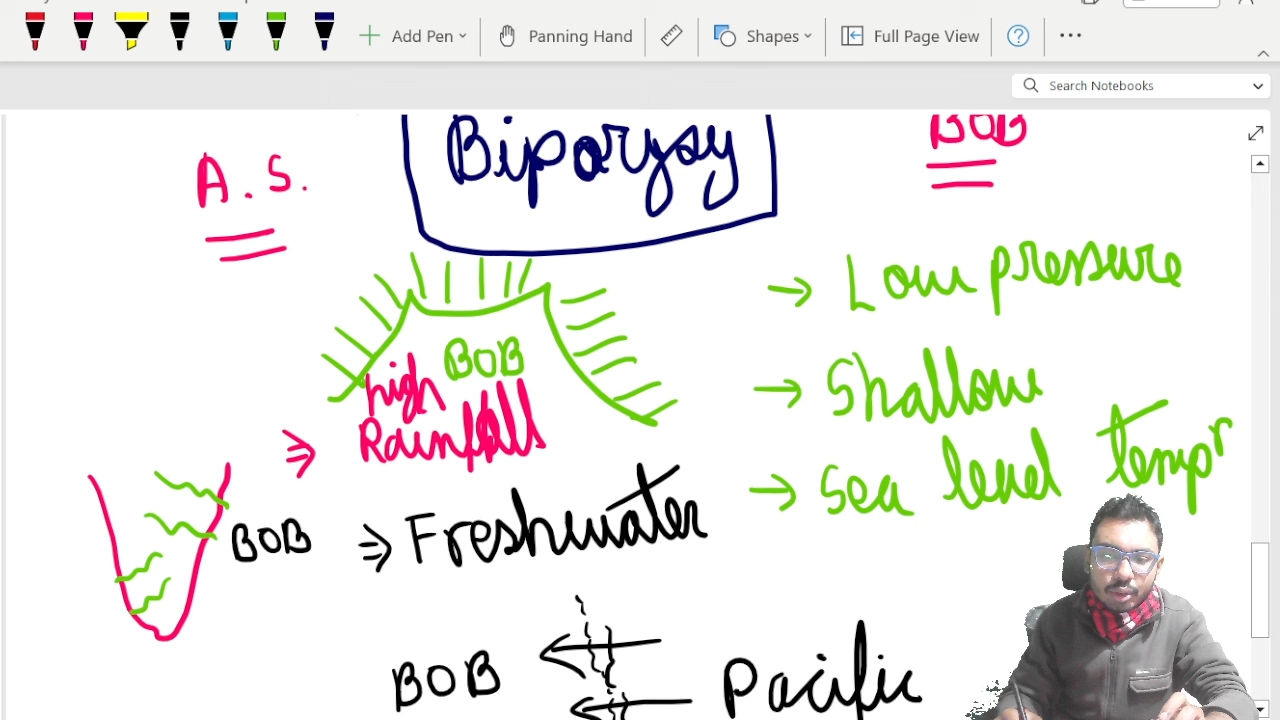 Add Pen
Panning Hand
Shapes
Full Page View
Search Notebooks
BOB
Biparysy
A.S.
→ Low pressure
BOB
high
⇒ Rainfall
→ Shallow
→ Sea level tempr
BOB ⇒ Freshwater
BOB ← Pacific